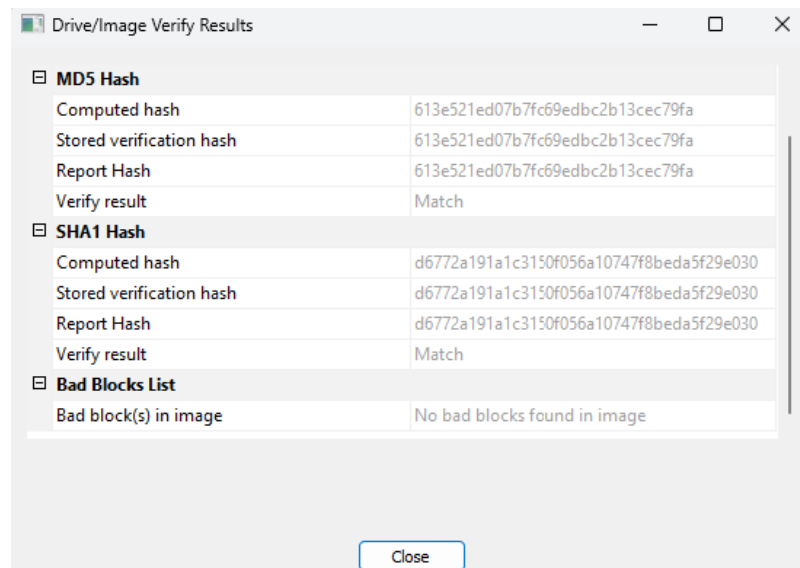 Drive/Image Verify Results
MD5 Hash
Computed hash 613e521ed07b7fc69edbc2b13cec79fa
Stored verification hash 613e521ed07b7fc69edbc2b13cec79fa
Report Hash 613e521ed07b7fc69edbc2b13cec79fa
Verify result Match
SHA1 Hash
Computed hash d6772a191a1c3150f056a10747f8beda5f29e030
Stored verification hash d6772a191a1c3150f056a10747f8beda5f29e030
Report Hash d6772a191a1c3150f056a10747f8beda5f29e030
Verify result Match
Bad Blocks List
Bad block(s) in image No bad blocks found in image
Close